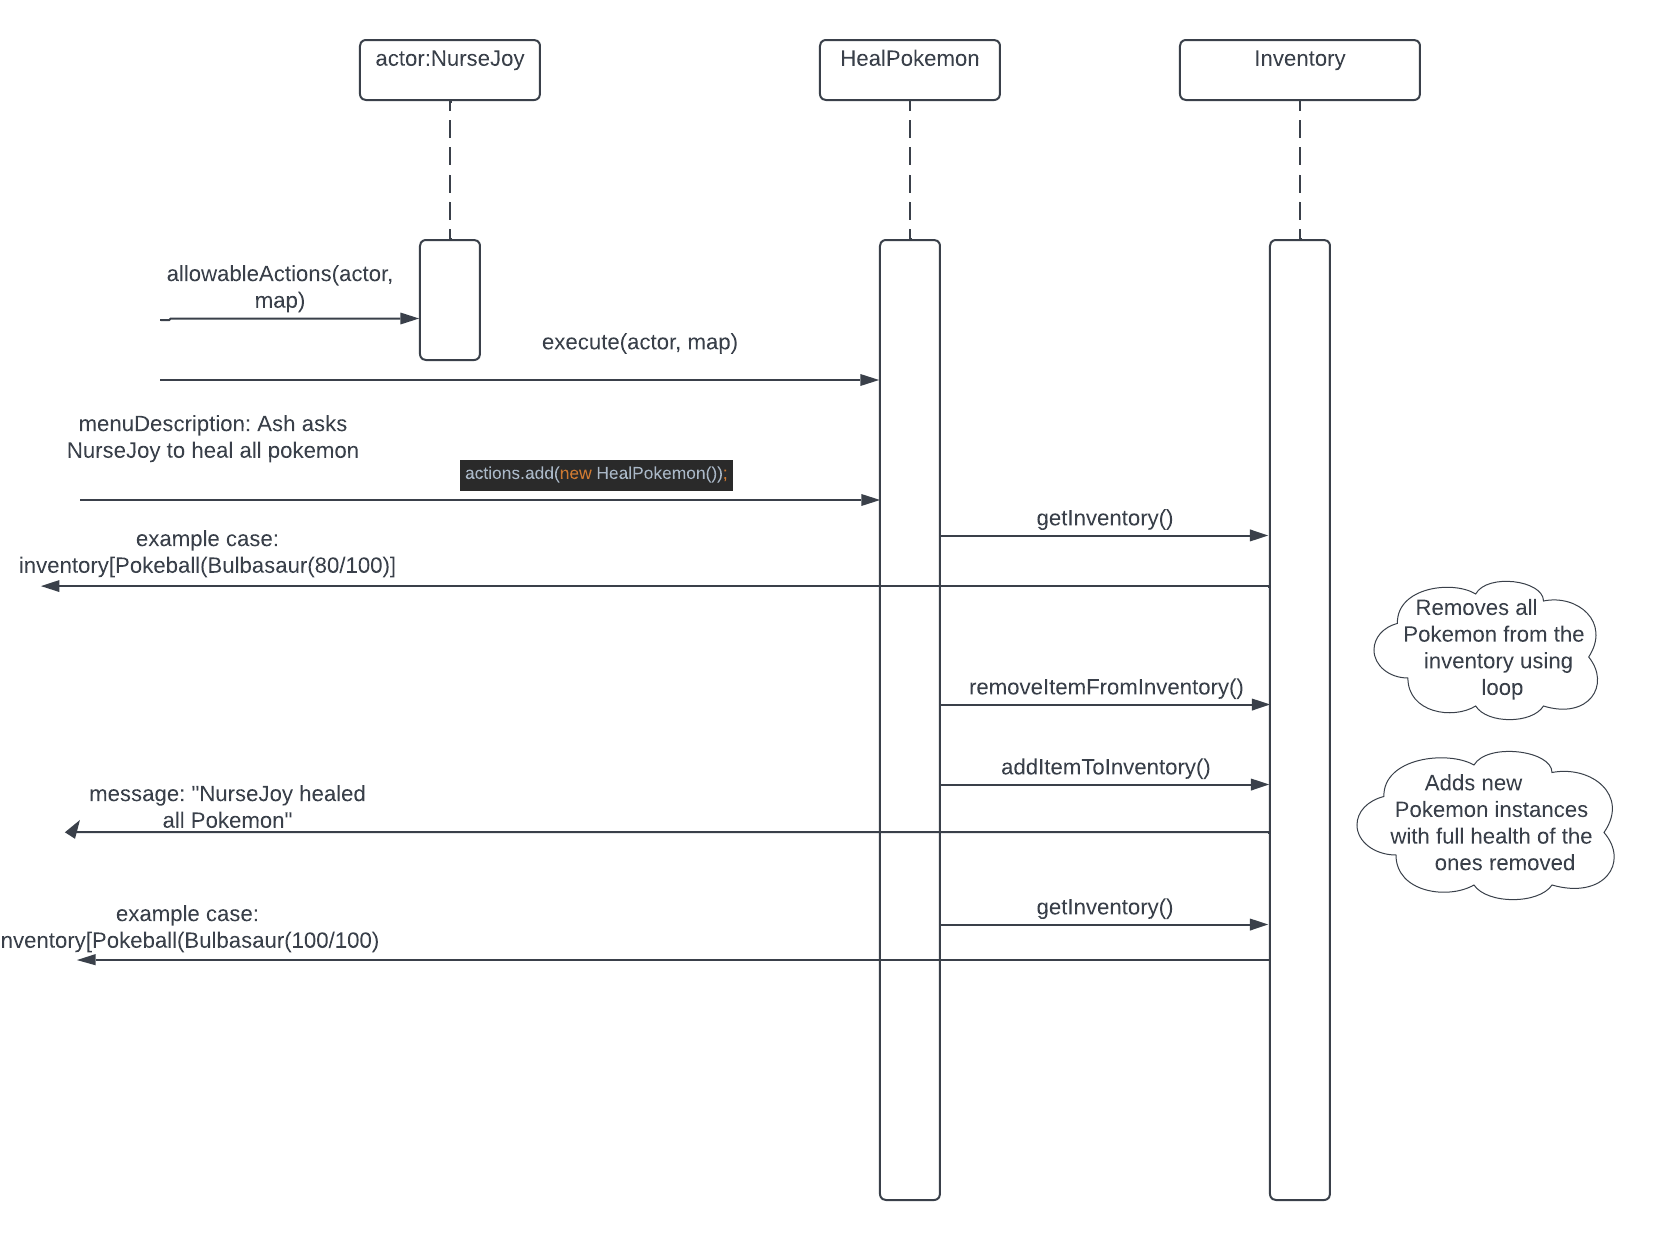 actor:NurseJoy
HealPokemon
Inventory
allowableActions(actor,
map)
execute(actor, map)
menuDescription: Ash asks
NurseJoy to heal all pokemon
actions.add(new HealPokemon());
getInventory()
example case:
inventory[Pokeball(Bulbasaur(80/100)]
Removes all
Pokemon from the
inventory using
loop
removeItemFromInventory()
addItemToInventory()
Adds new
Pokemon instances
with full health of the
ones removed
message: "NurseJoy healed
all Pokemon"
getInventory()
example case:
nventory[Pokeball(Bulbasaur(100/100)